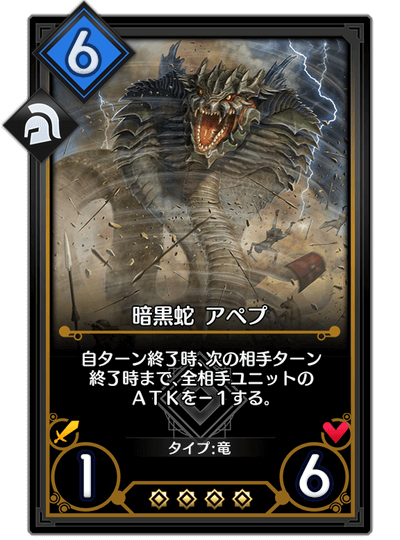 6
暗黒蛇 アペプ
自ターン終了時、次の相手ターン
終了時まで 全相手ユニットの
ATKを－1する。
タイプ:竜
1
6